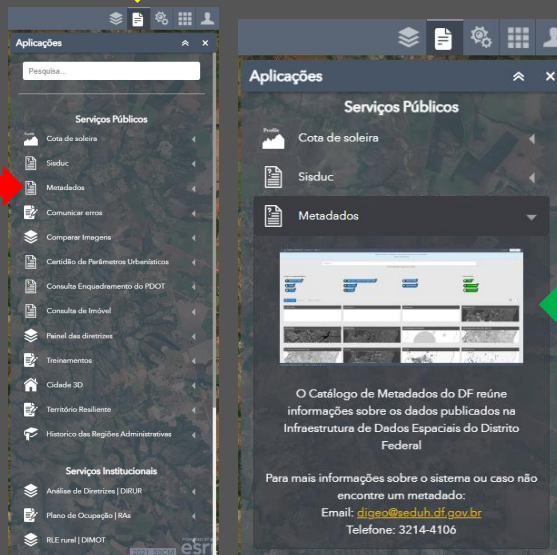 Aplicações
Pesquisa...
Serviços Públicos
Profile
Cota de soleira
Sisduc
Metadados
Comunicar erros
Comparar Imagens
Certidão de Parâmetros Urbanísticos
Consulta Enquadramento do PDOT
Consulta de Imóvel
Painel das diretrizes
Treinamentos
Cidade 3D
Território Resiliente
Historico das Regiões Administrativas
Serviços Institucionais
Análise de Diretrizes | DIRUR
Plano de Ocupação | RAs
RLE rural | DIMOT
esri
Aplicações
Serviços Públicos
Profile
Cota de soleira
Sisduc
Metadados
O Catálogo de Metadados do DF reúne
informações sobre os dados publicados na
Infraestrutura de Dados Espaciais do Distrito
Federal
Para mais informações sobre o sistema ou caso não
encontre um metadado:
Email: digeo@seduh.df.gov.br
Telefone: 3214-4106